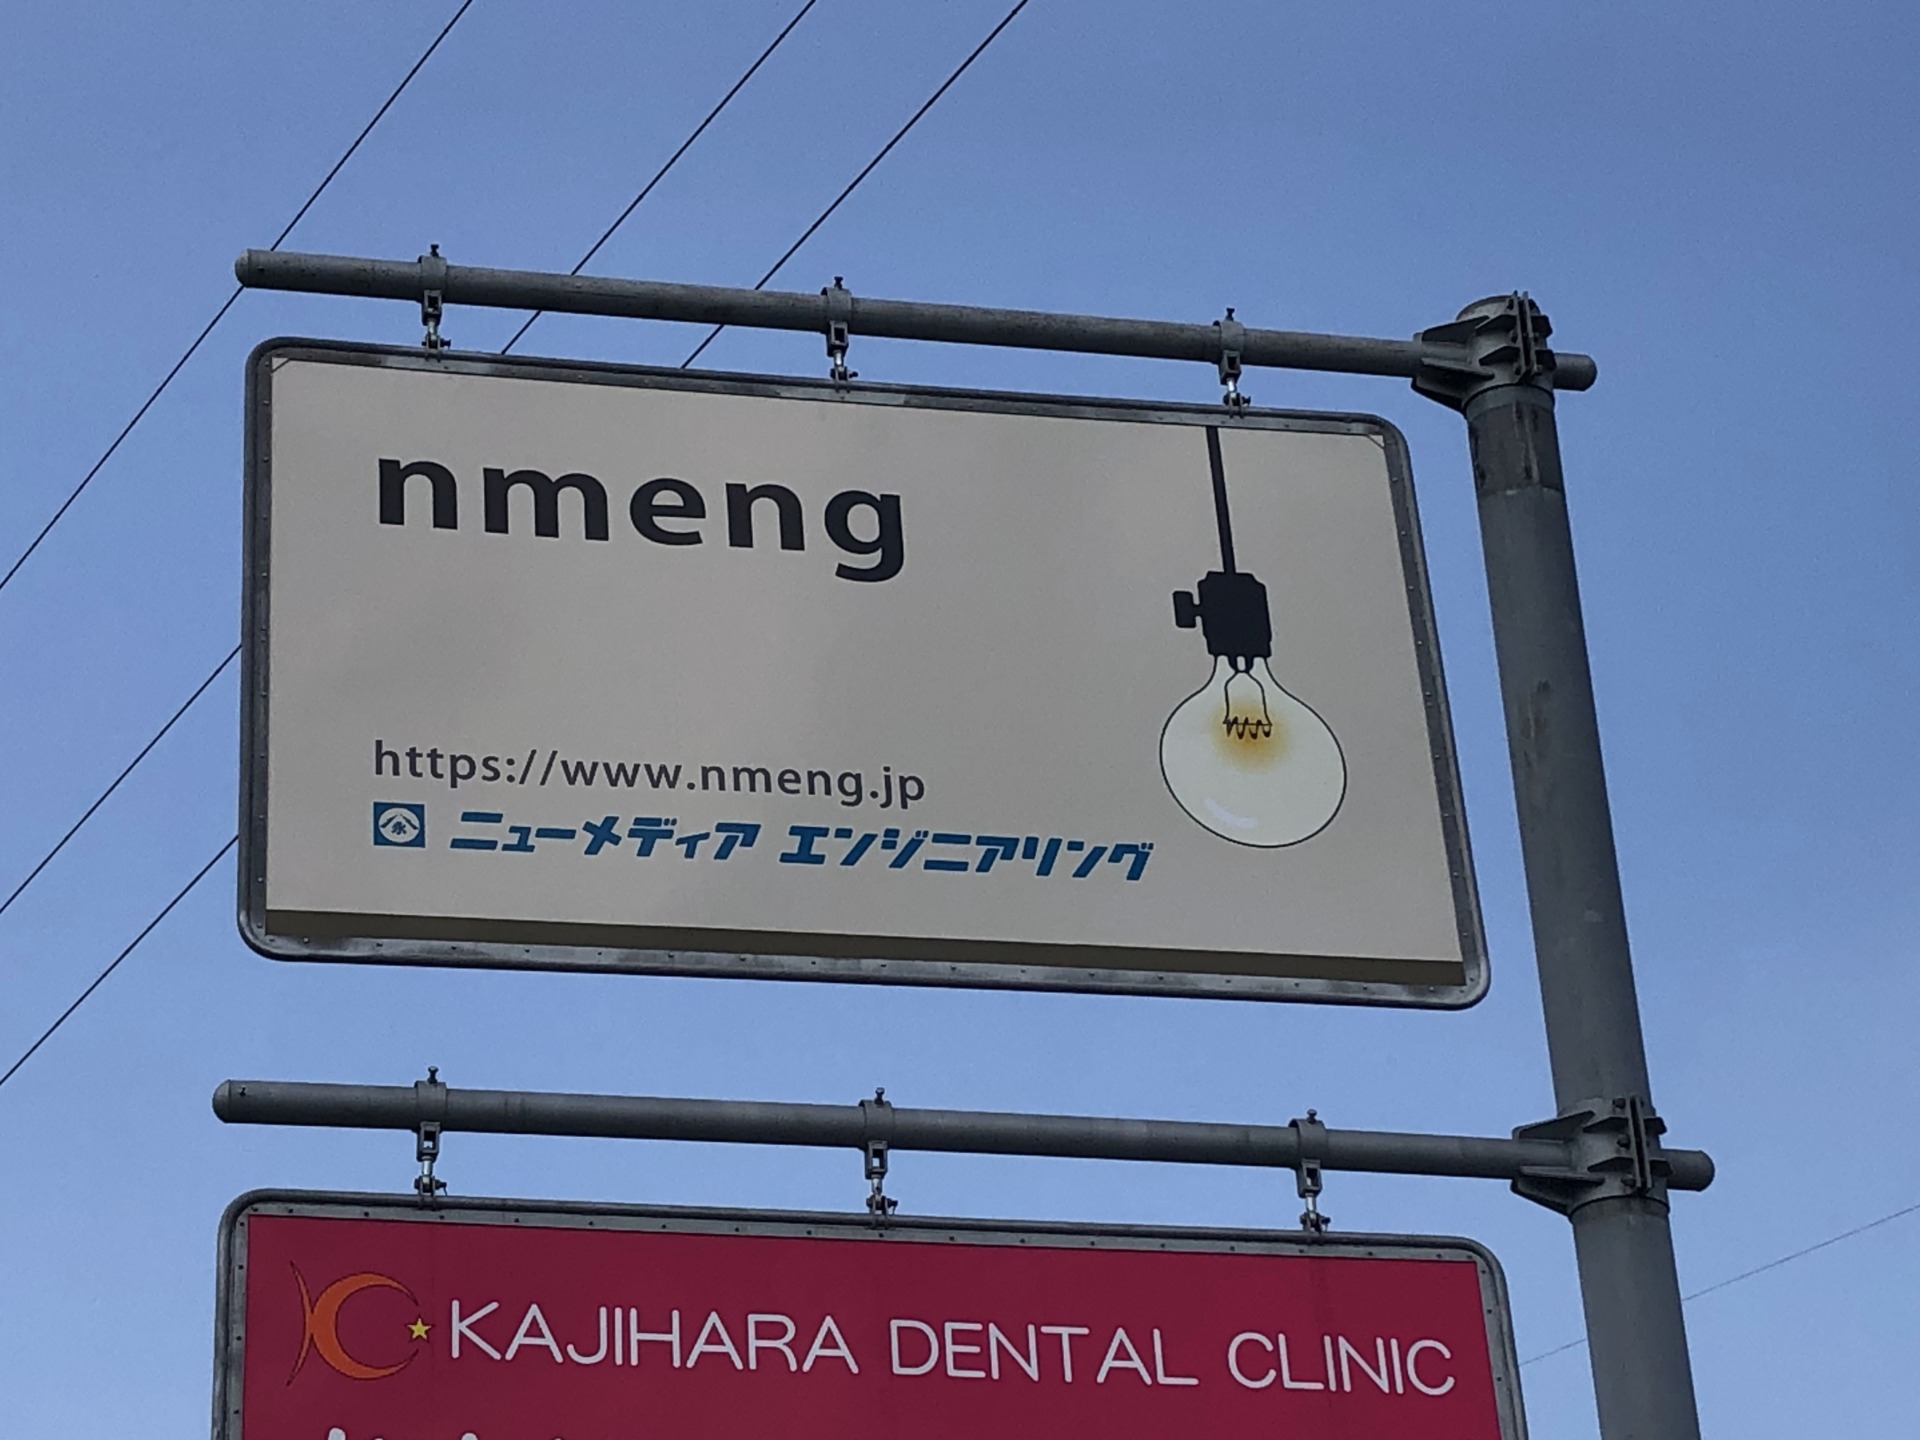 nmeng
https://www.nmeng.jp
ニューメディア エンジニアリング
KAJIHARA DENTAL CLINIC